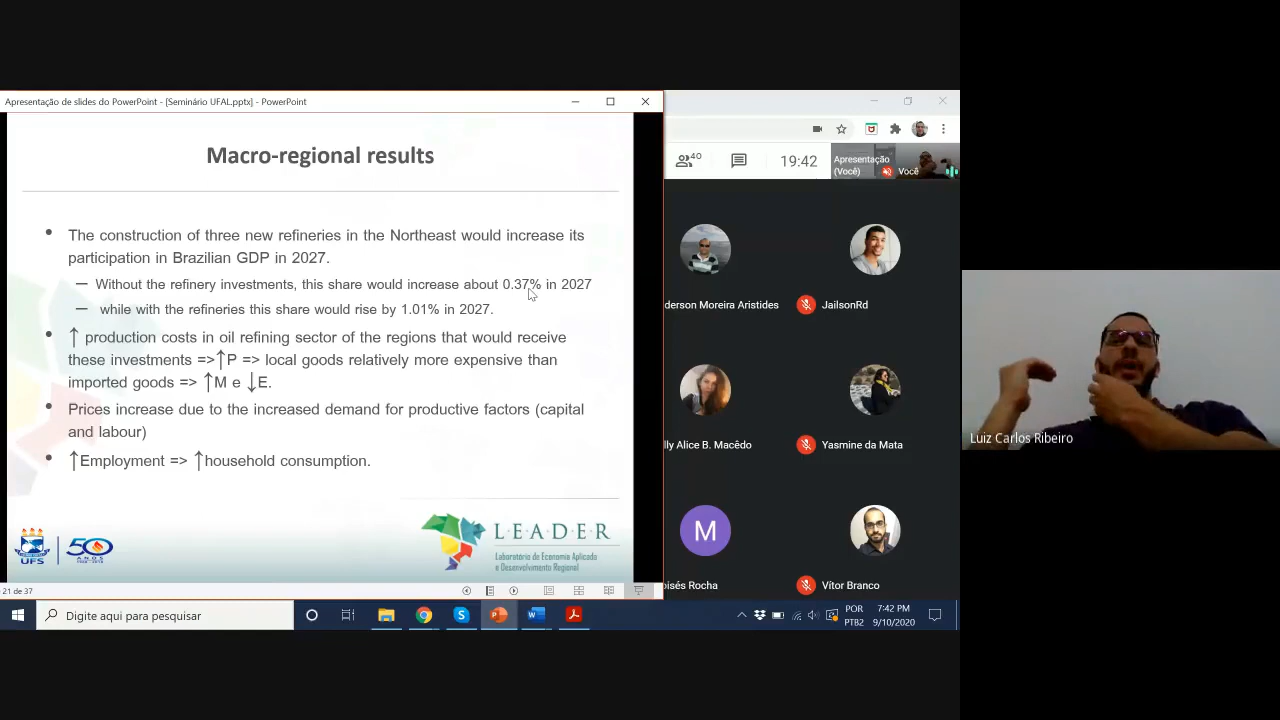 Apresentação de slides do PowerPoint - [Seminário UFAL.pptx] - PowerPoint
Macro-regional results
• The construction of three new refineries in the Northeast would increase its
participation in Brazilian GDP in 2027.
– Without the refinery investments, this share would increase about 0.37% in 2027
– while with the refineries this share would rise by 1.01% in 2027.
• ↑ production costs in oil refining sector of the regions that would receive
these investments =>↑P => local goods relatively more expensive than
imported goods => ↑M e ↓E.
• Prices increase due to the increased demand for productive factors (capital
and labour)
• ↑Employment => ↑household consumption.
UFS
50
ANOS
LEADER
Laboratório de Economia Aplicada
e Desenvolvimento Regional
21 de 37
40
19:42
Apresentação
(Você)
Você
derson Moreira Aristides
JailsonRd
lly Alice B. Macêdo
Yasmine da Mata
M
oisés Rocha
Vítor Branco
Luiz Carlos Ribeiro
Digite aqui para pesquisar
POR
PTB2
7:42 PM
9/10/2020